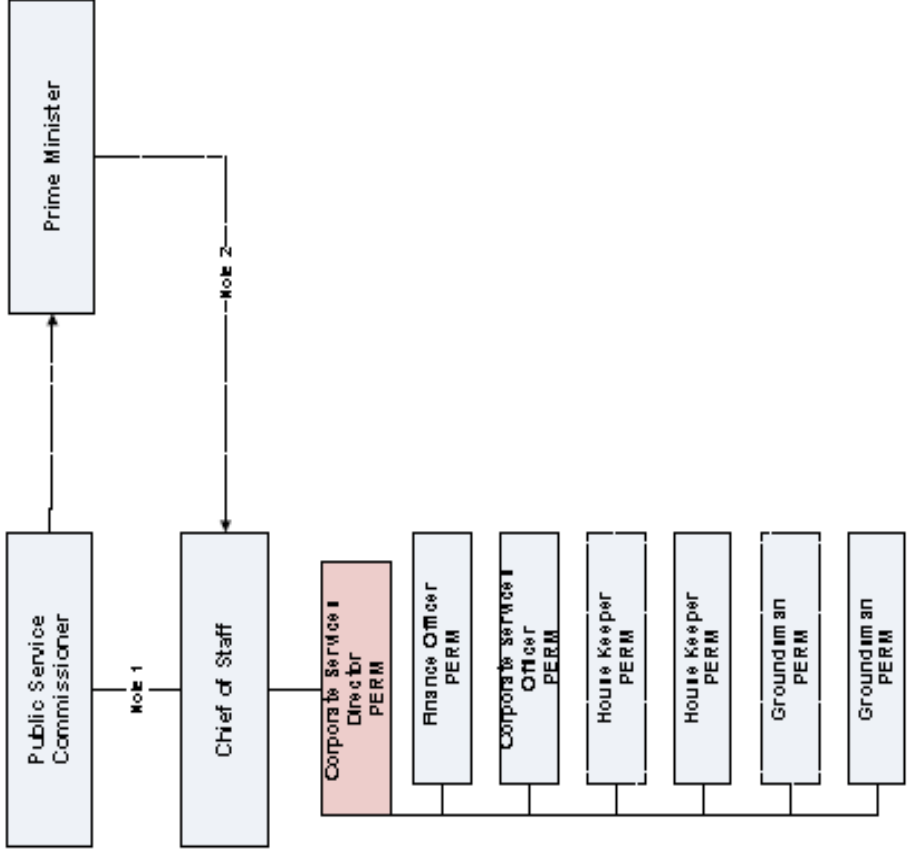 Prime Minister
Note 2
Public Service
Commissioner
Note 1
Chief of Staff
Corporate Services
Director
PERM
Finance Officer
PERM
Corporate Services
Officer
PERM
House Keeper
PERM
House Keeper
PERM
Groundsman
PERM
Groundsman
PERM